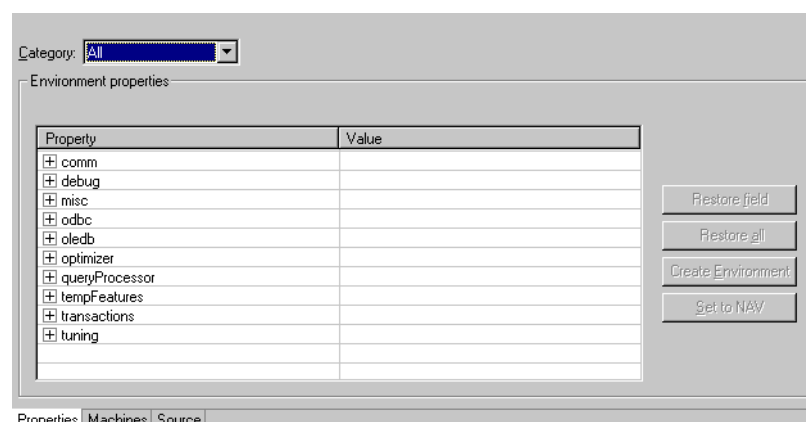 Category: All
Environment properties
Property Value
comm
debug
misc
odbc
oledb
optimizer
queryProcessor
tempFeatures
transactions
tuning
Restore field
Restore all
Create Environment
Set to NAV
Properties Machines Source